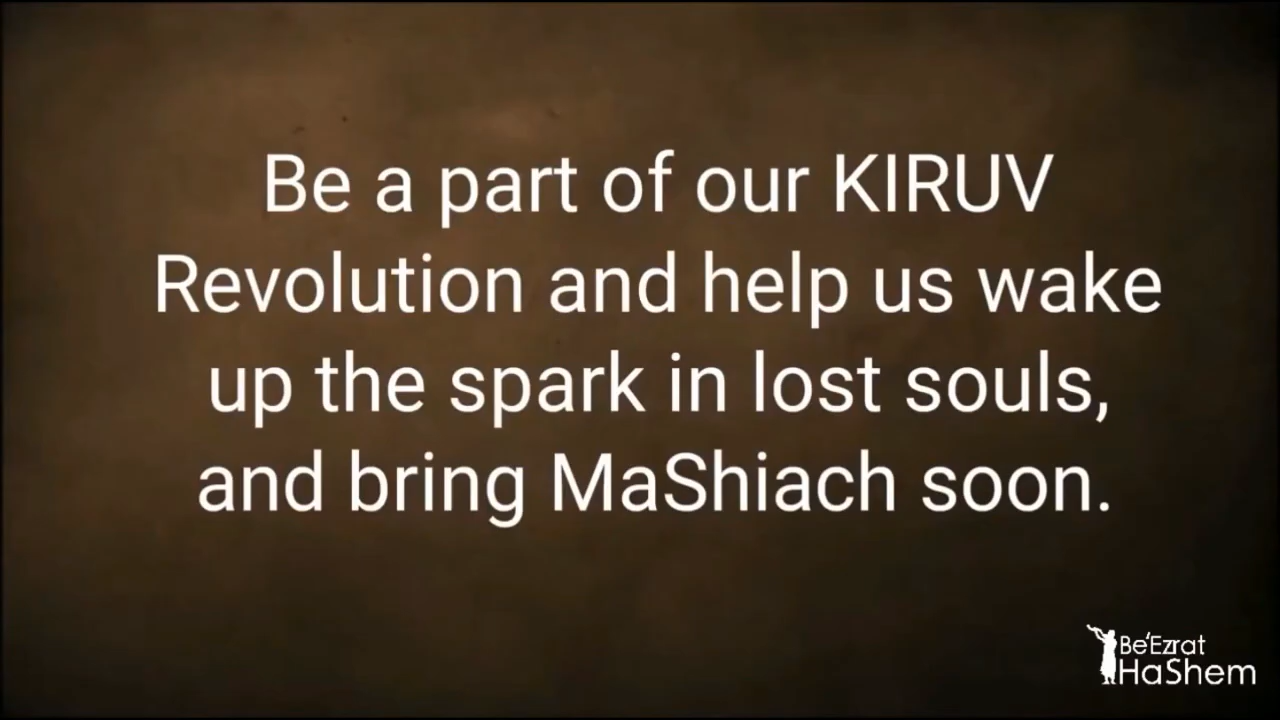 Be a part of our KIRUV
Revolution and help us wake
up the spark in lost souls,
and bring MaShiach soon.
Be'Ezrat
HaShem